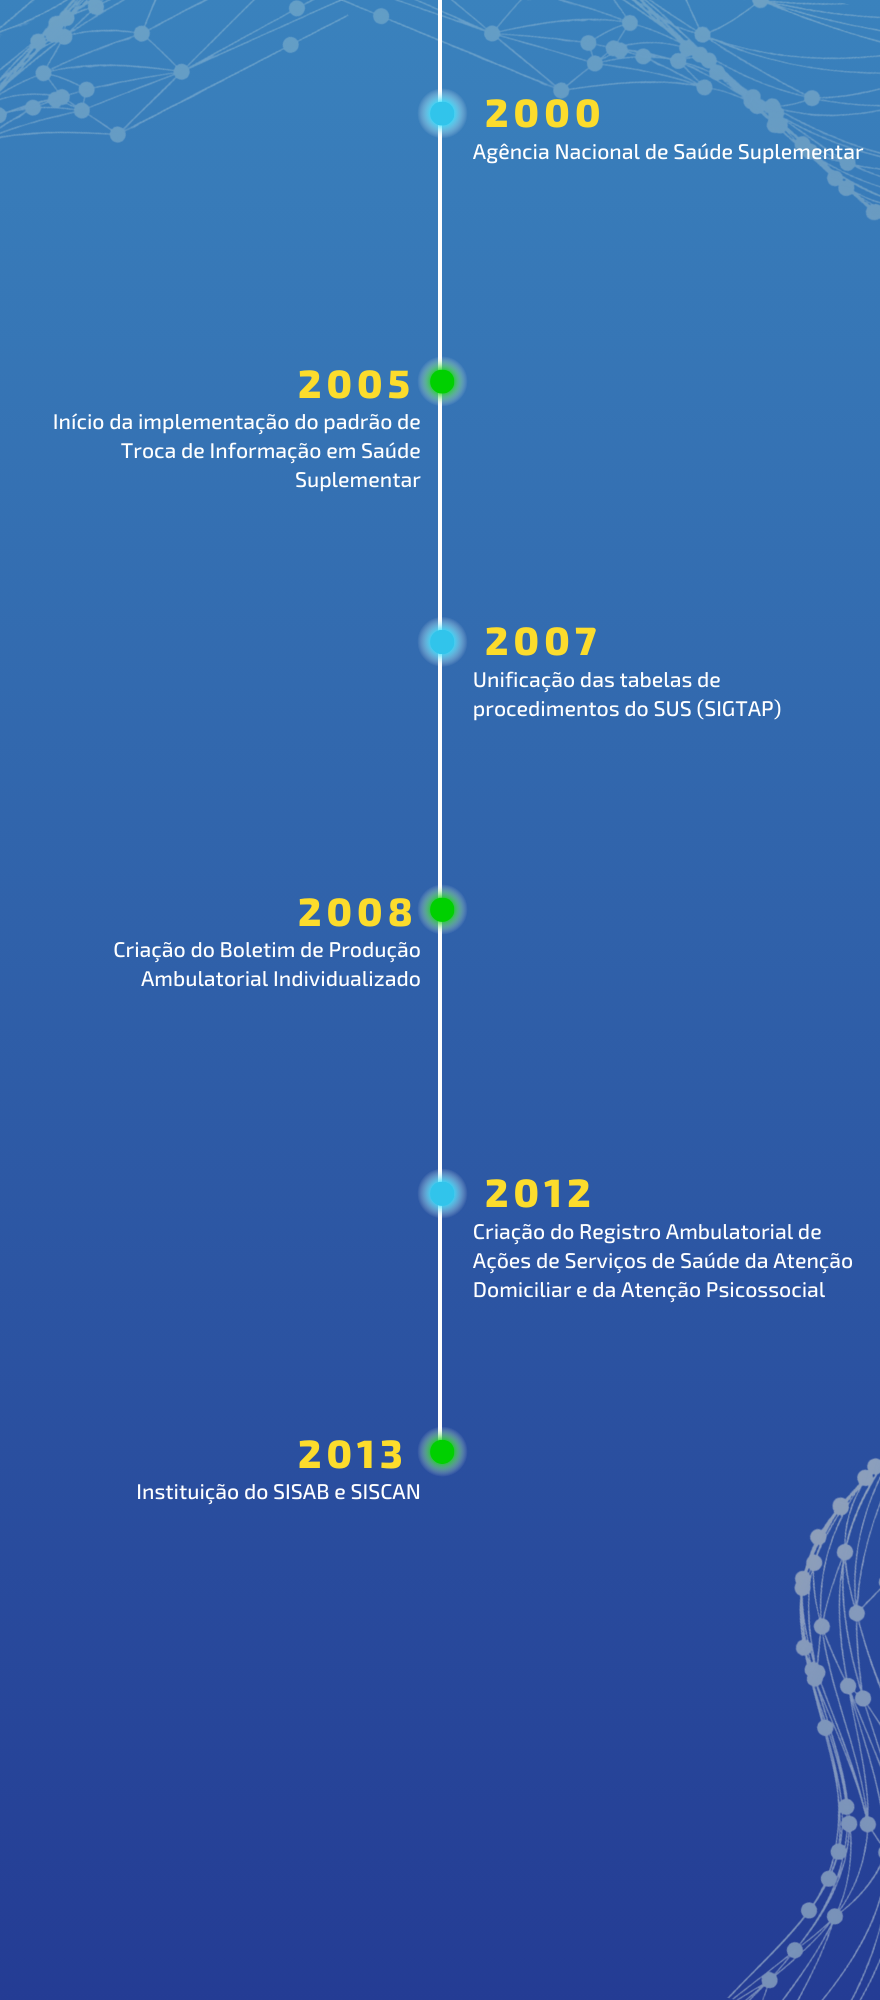 2000
Agência Nacional de Saúde Suplementar
2005
Início da implementação do padrão de
Troca de Informação em Saúde
Suplementar
2007
Unificação das tabelas de
procedimentos do SUS (SIGTAP)
2008
Criação do Boletim de Produção
Ambulatorial Individualizado
2012
Criação do Registro Ambulatorial de
Ações de Serviços de Saúde da Atenção
Domiciliar e da Atenção Psicossocial
2013
Instituição do SISAB e SISCAN